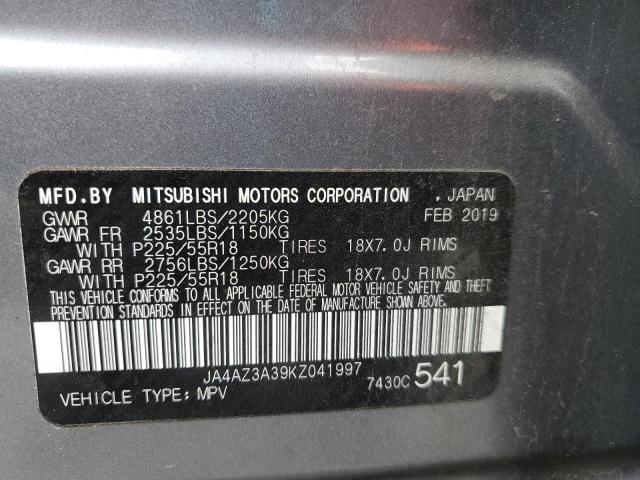 MFD.BY MITSUBISHI MOTORS CORPORATION , JAPAN
GVWR 4861LBS/2205KG FEB 2019
GAWR FR 2535LBS/1150KG
WITH P225/55R18 TIRES 18X7.0J RIMS
GAWR RR 2756LBS/1250KG
WITH P225/55R18 TIRES 18X7.0J RIMS
THIS VEHICLE CONFORMS TO ALL APPLICABLE FEDERAL MOTOR VEHICLE SAFETY AND THEFT
PREVENTION STANDARDS IN EFFECT ON THE DATE OF MANUFACTURE SHOWN ABOVE.
JA4AZ3A39KZ041997
7430C 541
VEHICLE TYPE; MPV